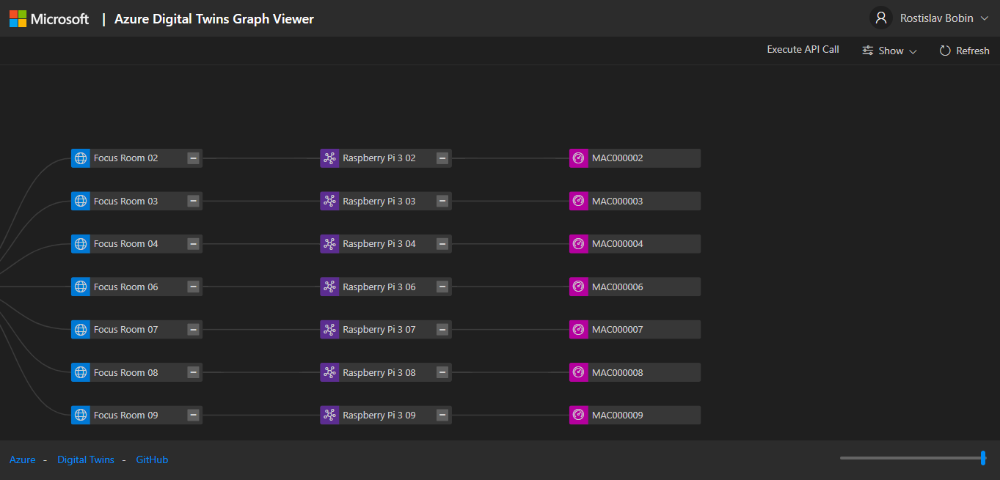 Microsoft | Azure Digital Twins Graph Viewer Rostislav Bobin
Execute API Call Show Refresh
Focus Room 02 Raspberry Pi 3 02 MAC000002
Focus Room 03 Raspberry Pi 3 03 MAC000003
Focus Room 04 Raspberry Pi 3 04 MAC000004
Focus Room 06 Raspberry Pi 3 06 MAC000006
Focus Room 07 Raspberry Pi 3 07 MAC000007
Focus Room 08 Raspberry Pi 3 08 MAC000008
Focus Room 09 Raspberry Pi 3 09 MAC000009
Azure - Digital Twins - GitHub